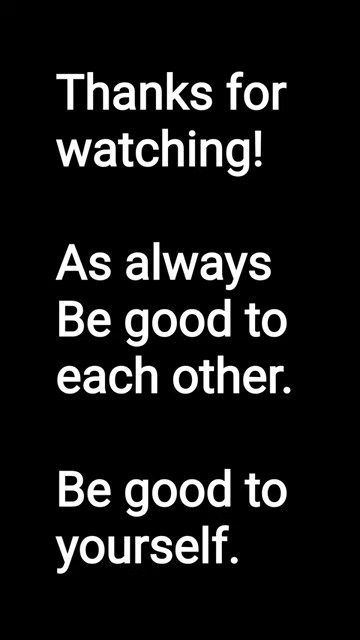 Thanks for
watching!
As always
Be good to
each other.
Be good to
yourself.